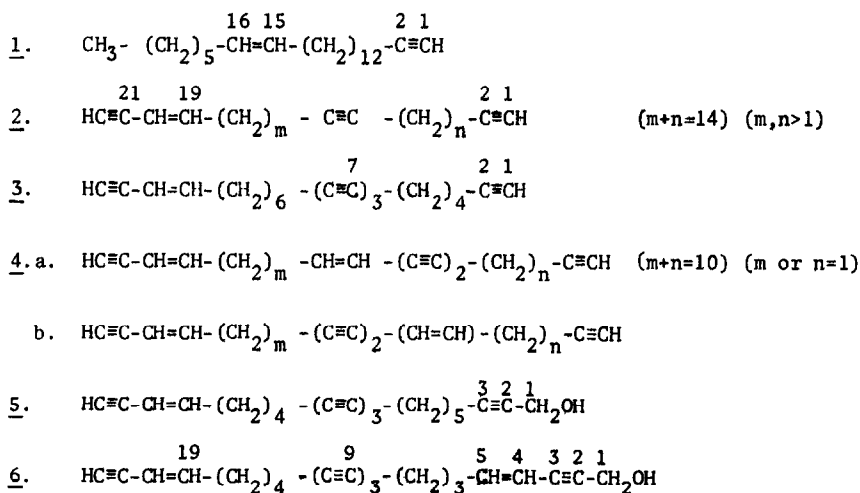 16 15 2 1
1. CH₃- (CH₂)₅-CH=CH-(CH₂)₁₂-C≡CH
21 19 2 1
2. HC≡C-CH=CH-(CH₂)ₘ - C≡C -(CH₂)ₙ-C≡CH (m+n=14) (m,n>1)
7 2 1
3. HC≡C-CH=CH-(CH₂)₆ -(C≡C)₃-(CH₂)₄-C≡CH
4.a. HC≡C-CH=CH-(CH₂)ₘ -CH=CH -(C≡C)₂-(CH₂)ₙ-C≡CH (m+n=10) (m or n=1)
b. HC≡C-CH=CH-(CH₂)ₘ -(C≡C)₂-(CH=CH)-(CH₂)ₙ-C≡CH
3 2 1
5. HC≡C-CH=CH-(CH₂)₄ -(C≡C)₃-(CH₂)₅-C≡C-CH₂OH
19 9 5 4 3 2 1
6. HC≡C-CH=CH-(CH₂)₄ -(C≡C)₃-(CH₂)₃-CH=CH-C≡C-CH₂OH